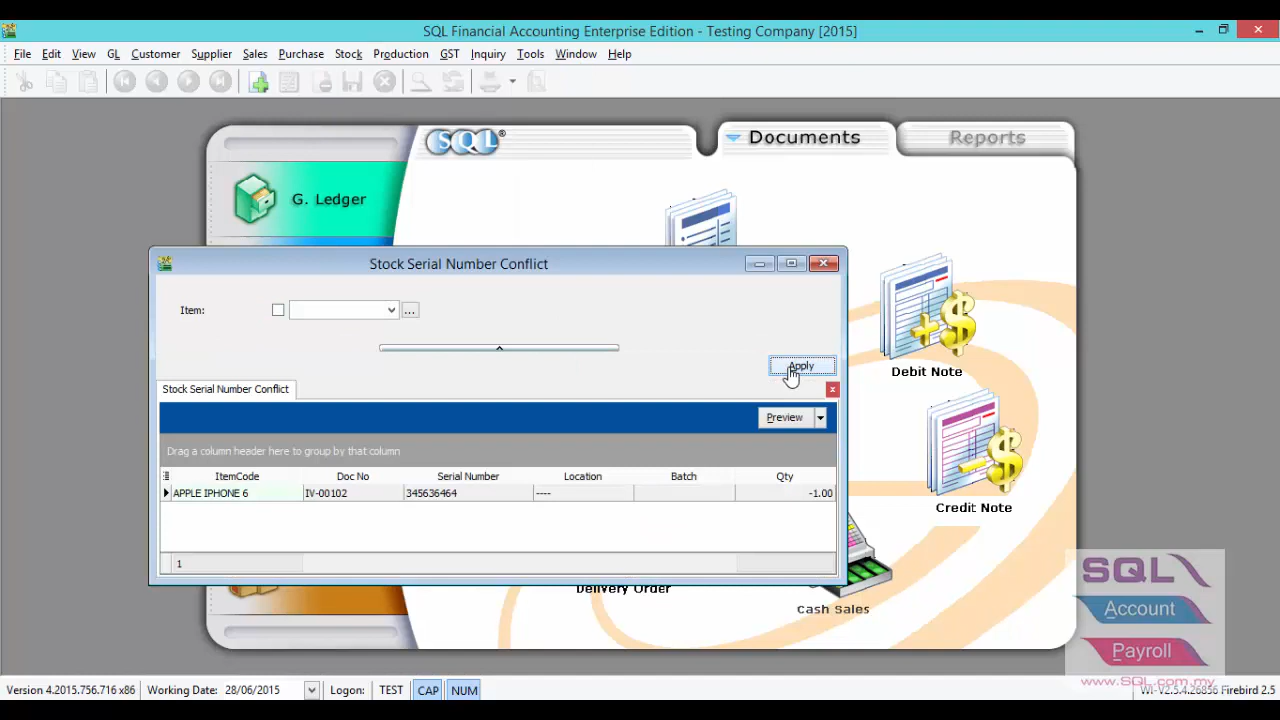 SQL Financial Accounting Enterprise Edition - Testing Company [2015]
File Edit View GL Customer Supplier Sales Purchase Stock Production GST Inquiry Tools Window Help
SQL®
Documents
Reports
G. Ledger
Stock Serial Number Conflict
Item:
...
Apply
Stock Serial Number Conflict
Preview
Drag a column header here to group by that column
ItemCode Doc No Serial Number Location Batch Qty
APPLE IPHONE 6 IV-00102 345636464 ---- -1.00
1
Debit Note
Credit Note
Delivery Order
Cash Sales
SQL
Account
Payroll
www.SQL.com.my
Version 4.2015.756.716 x86 Working Date: 28/06/2015 Logon: TEST CAP NUM WI-V2.5.4.26856 Firebird 2.5